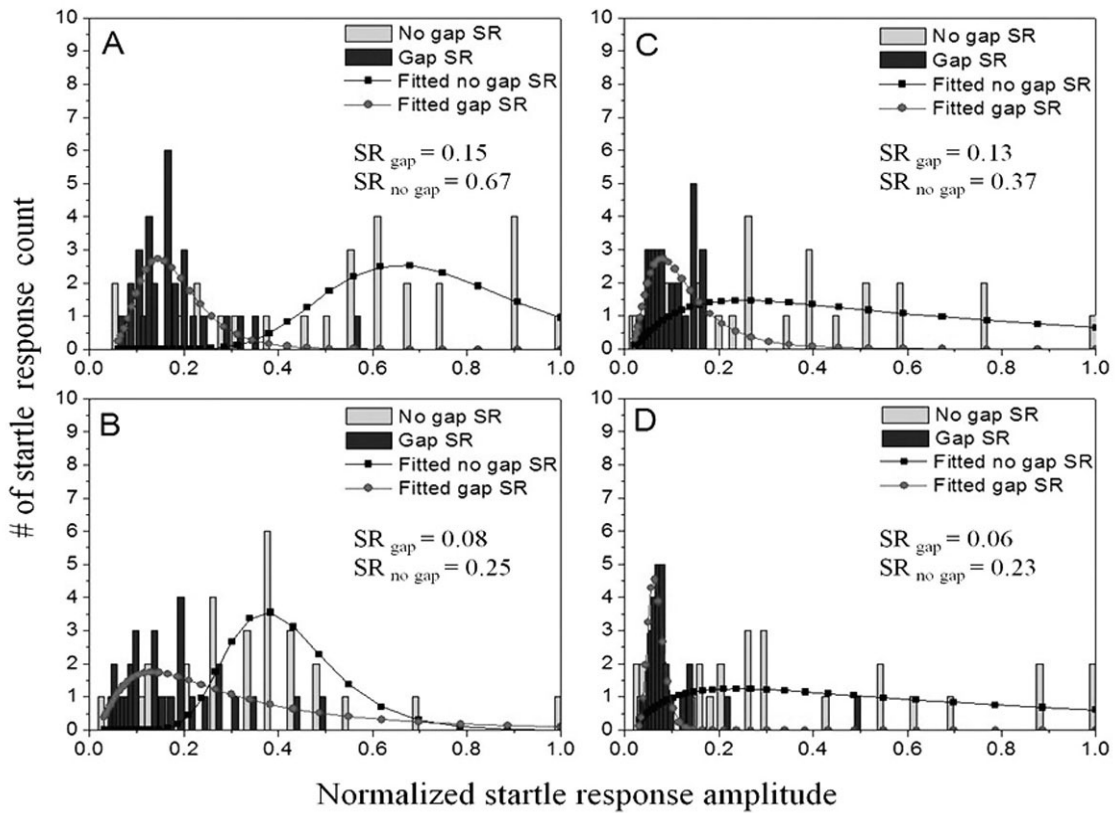 A
No gap SR
Gap SR
Fitted no gap SR
Fitted gap SR
SR gap = 0.15
SR no gap = 0.67
10
9
8
7
6
5
4
3
2
1
0
0.0 0.2 0.4 0.6 0.8 1.0
C
No gap SR
Gap SR
Fitted no gap SR
Fitted gap SR
SR gap = 0.13
SR no gap = 0.37
10
9
8
7
6
5
4
3
2
1
0
0.0 0.2 0.4 0.6 0.8 1.0
B
No gap SR
Gap SR
Fitted no gap SR
Fitted gap SR
SR gap = 0.08
SR no gap = 0.25
10
9
8
7
6
5
4
3
2
1
0
0.0 0.2 0.4 0.6 0.8 1.0
D
No gap SR
Gap SR
Fitted no gap SR
Fitted gap SR
SR gap = 0.06
SR no gap = 0.23
10
9
8
7
6
5
4
3
2
1
0
0.0 0.2 0.4 0.6 0.8 1.0
# of startle response count
Normalized startle response amplitude